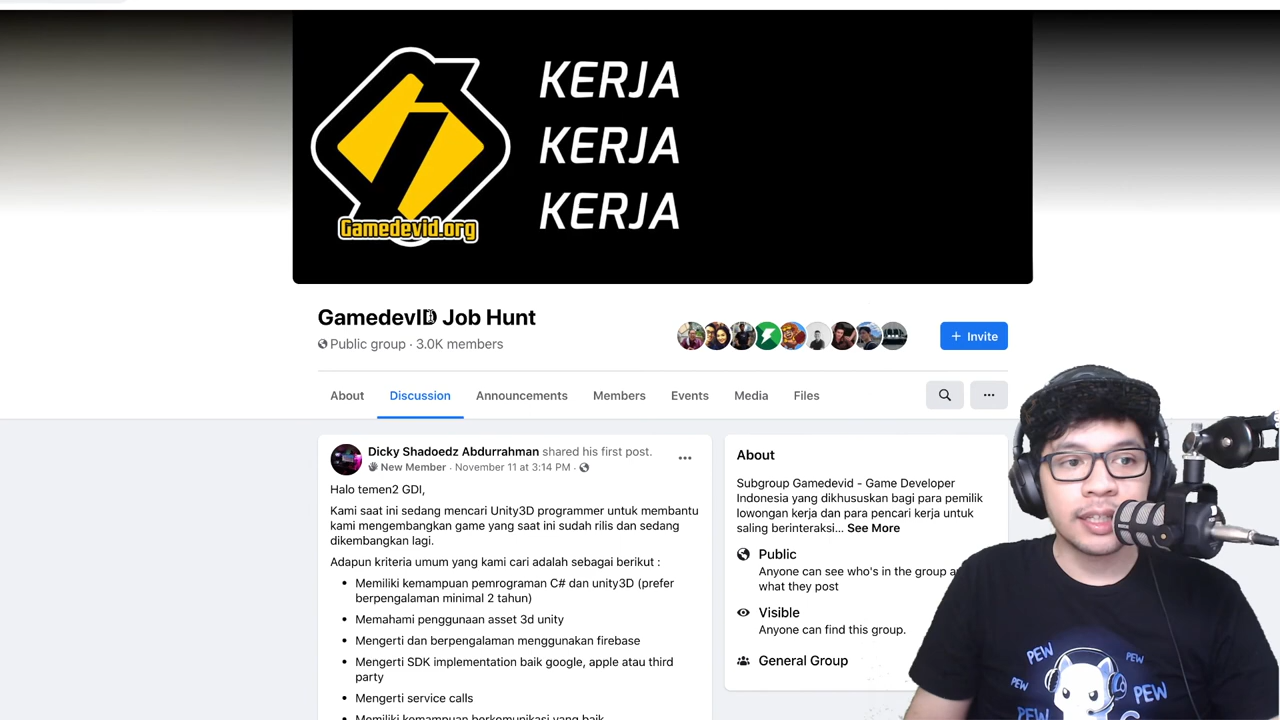 KERJA
KERJA
KERJA
Gamedevid.org
GamedevID Job Hunt
Public group · 3.0K members
+ Invite
About
Discussion
Announcements
Members
Events
Media
Files
Dicky Shadoedz Abdurrahman shared his first post.
New Member · November 11 at 3:14 PM ·
Halo temen2 GDI,
Kami saat ini sedang mencari Unity3D programmer untuk membantu
kami mengembangkan game yang saat ini sudah rilis dan sedang
dikembangkan lagi.
Adapun kriteria umum yang kami cari adalah sebagai berikut :
• Memiliki kemampuan pemrograman C# dan unity3D (prefer
berpengalaman minimal 2 tahun)
• Memahami penggunaan asset 3d unity
• Mengerti dan berpengalaman menggunakan firebase
• Mengerti SDK implementation baik google, apple atau third
party
• Mengerti service calls
• Memiliki kemampuan berkomunikasi yang baik
About
Subgroup Gamedevid - Game Developer
Indonesia yang dikhususkan bagi para pemilik
lowongan kerja dan para pencari kerja untuk
saling berinteraksi... See More
Public
Anyone can see who's in the group a
what they post
Visible
Anyone can find this group.
General Group
PEW
PEW
PEW
PEW
PEW